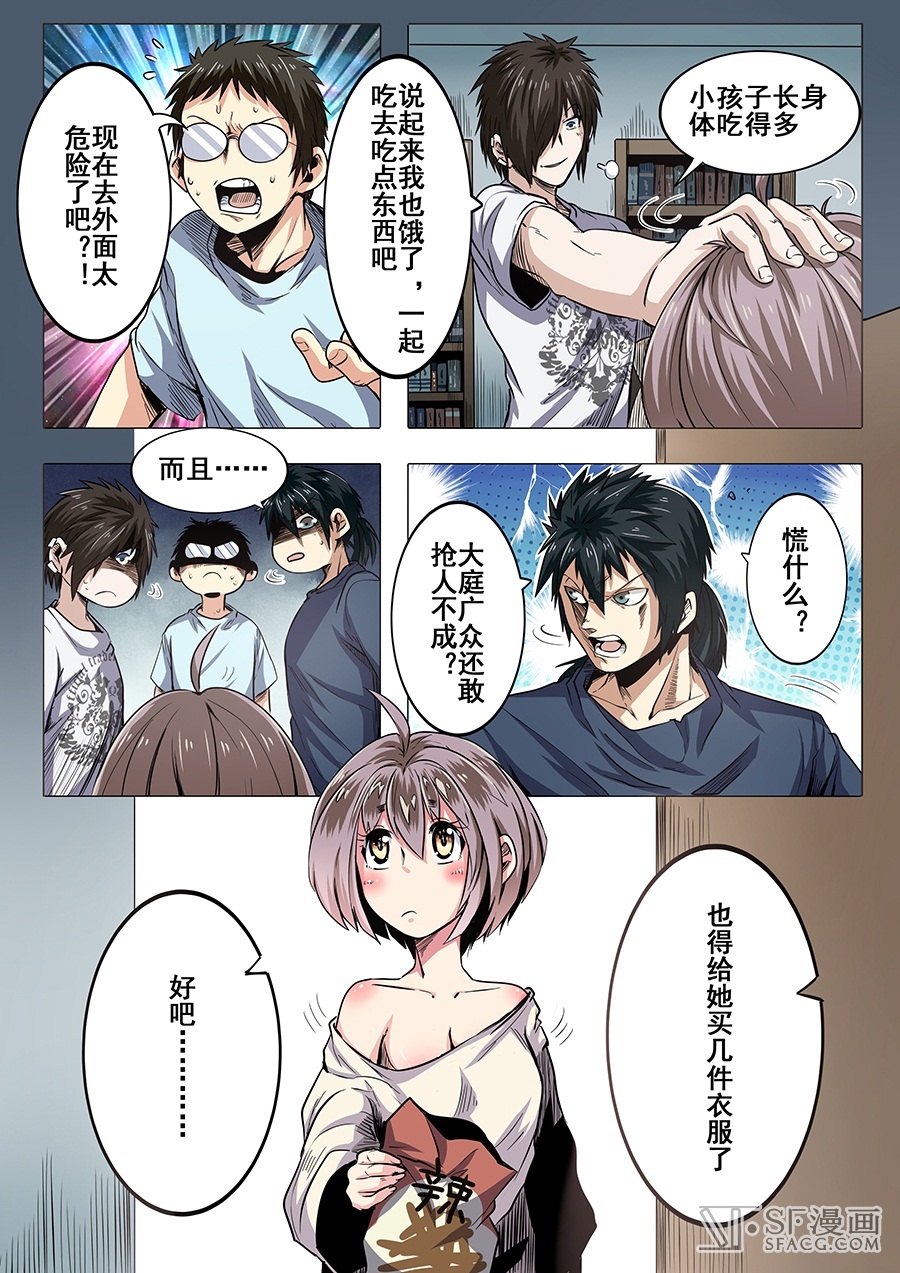 小孩子长身
体吃得多
说起来我也饿了，一起
吃去吃点东西吧
现在去外面太
危险了吧？！
慌什么？
大庭广众还敢
抢人不成？
而且……
也得给她买几件衣服了
好吧…………
辣
SF漫画
SFACG.COM